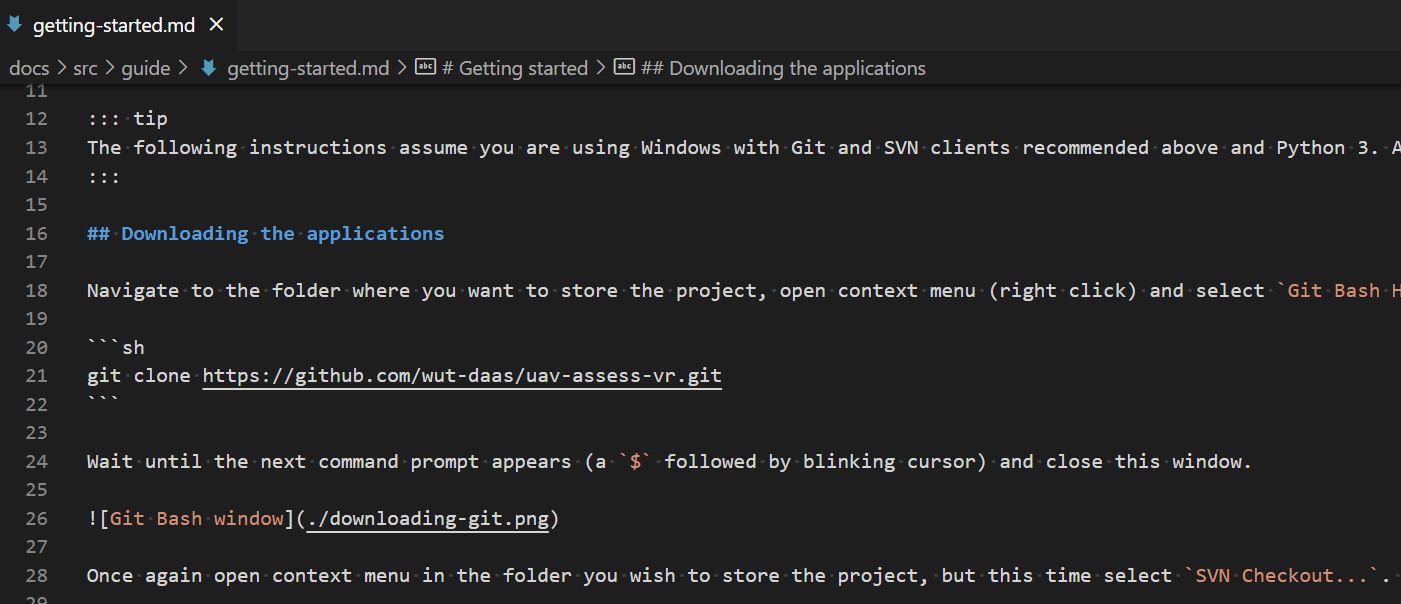 getting-started.md ×
docs > src > guide > getting-started.md > abc # Getting started > abc ## Downloading the applications
11
12 ::: tip
13 The following instructions assume you are using Windows with Git and SVN clients recommended above and Python 3. A
14 :::
15
16 ## Downloading the applications
17
18 Navigate to the folder where you want to store the project, open context menu (right click) and select `Git Bash H
19
20 ```sh
21 git clone https://github.com/wut-daas/uav-assess-vr.git
22 ```
23
24 Wait until the next command prompt appears (a `$` followed by blinking cursor) and close this window.
25
26 ![Git Bash window](./downloading-git.png)
27
28 Once again open context menu in the folder you wish to store the project, but this time select `SVN Checkout...`.
29